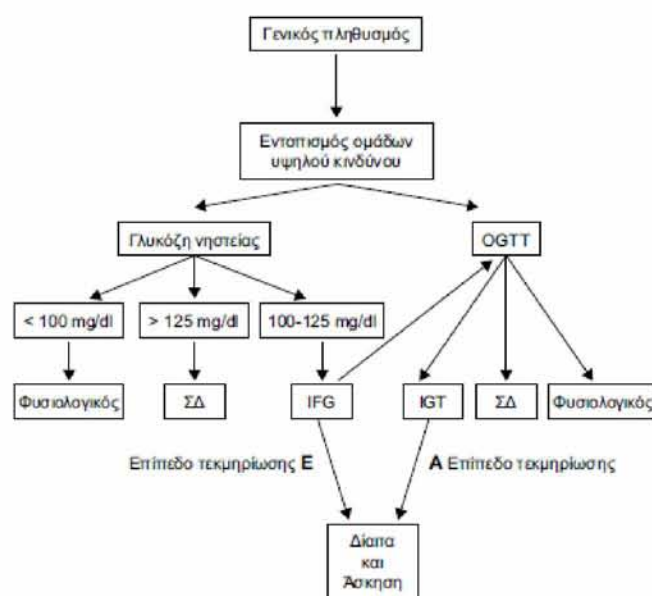 Γενικός πληθυσμός
Εντοπισμός ομάδων
υψηλού κινδύνου
Γλυκόζη νηστείας
OGTT
< 100 mg/dl
> 125 mg/dl
100-125 mg/dl
Φυσιολογικός
ΣΔ
IFG
IGT
ΣΔ
Φυσιολογικός
Επίπεδο τεκμηρίωσης Ε
Α Επίπεδο τεκμηρίωσης
Δίαιτα
και
Άσκηση